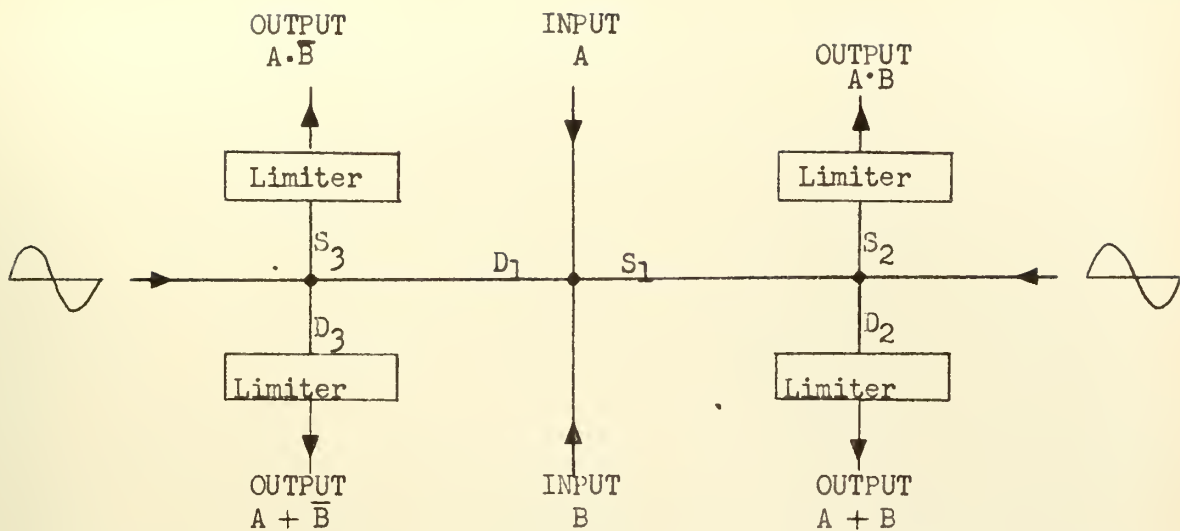 OUTPUT
A·B̅
INPUT
A
OUTPUT
A·B
Limiter
Limiter
S3
D1
S1
S2
D3
D2
Limiter
Limiter
OUTPUT
A + B̅
INPUT
B
OUTPUT
A + B